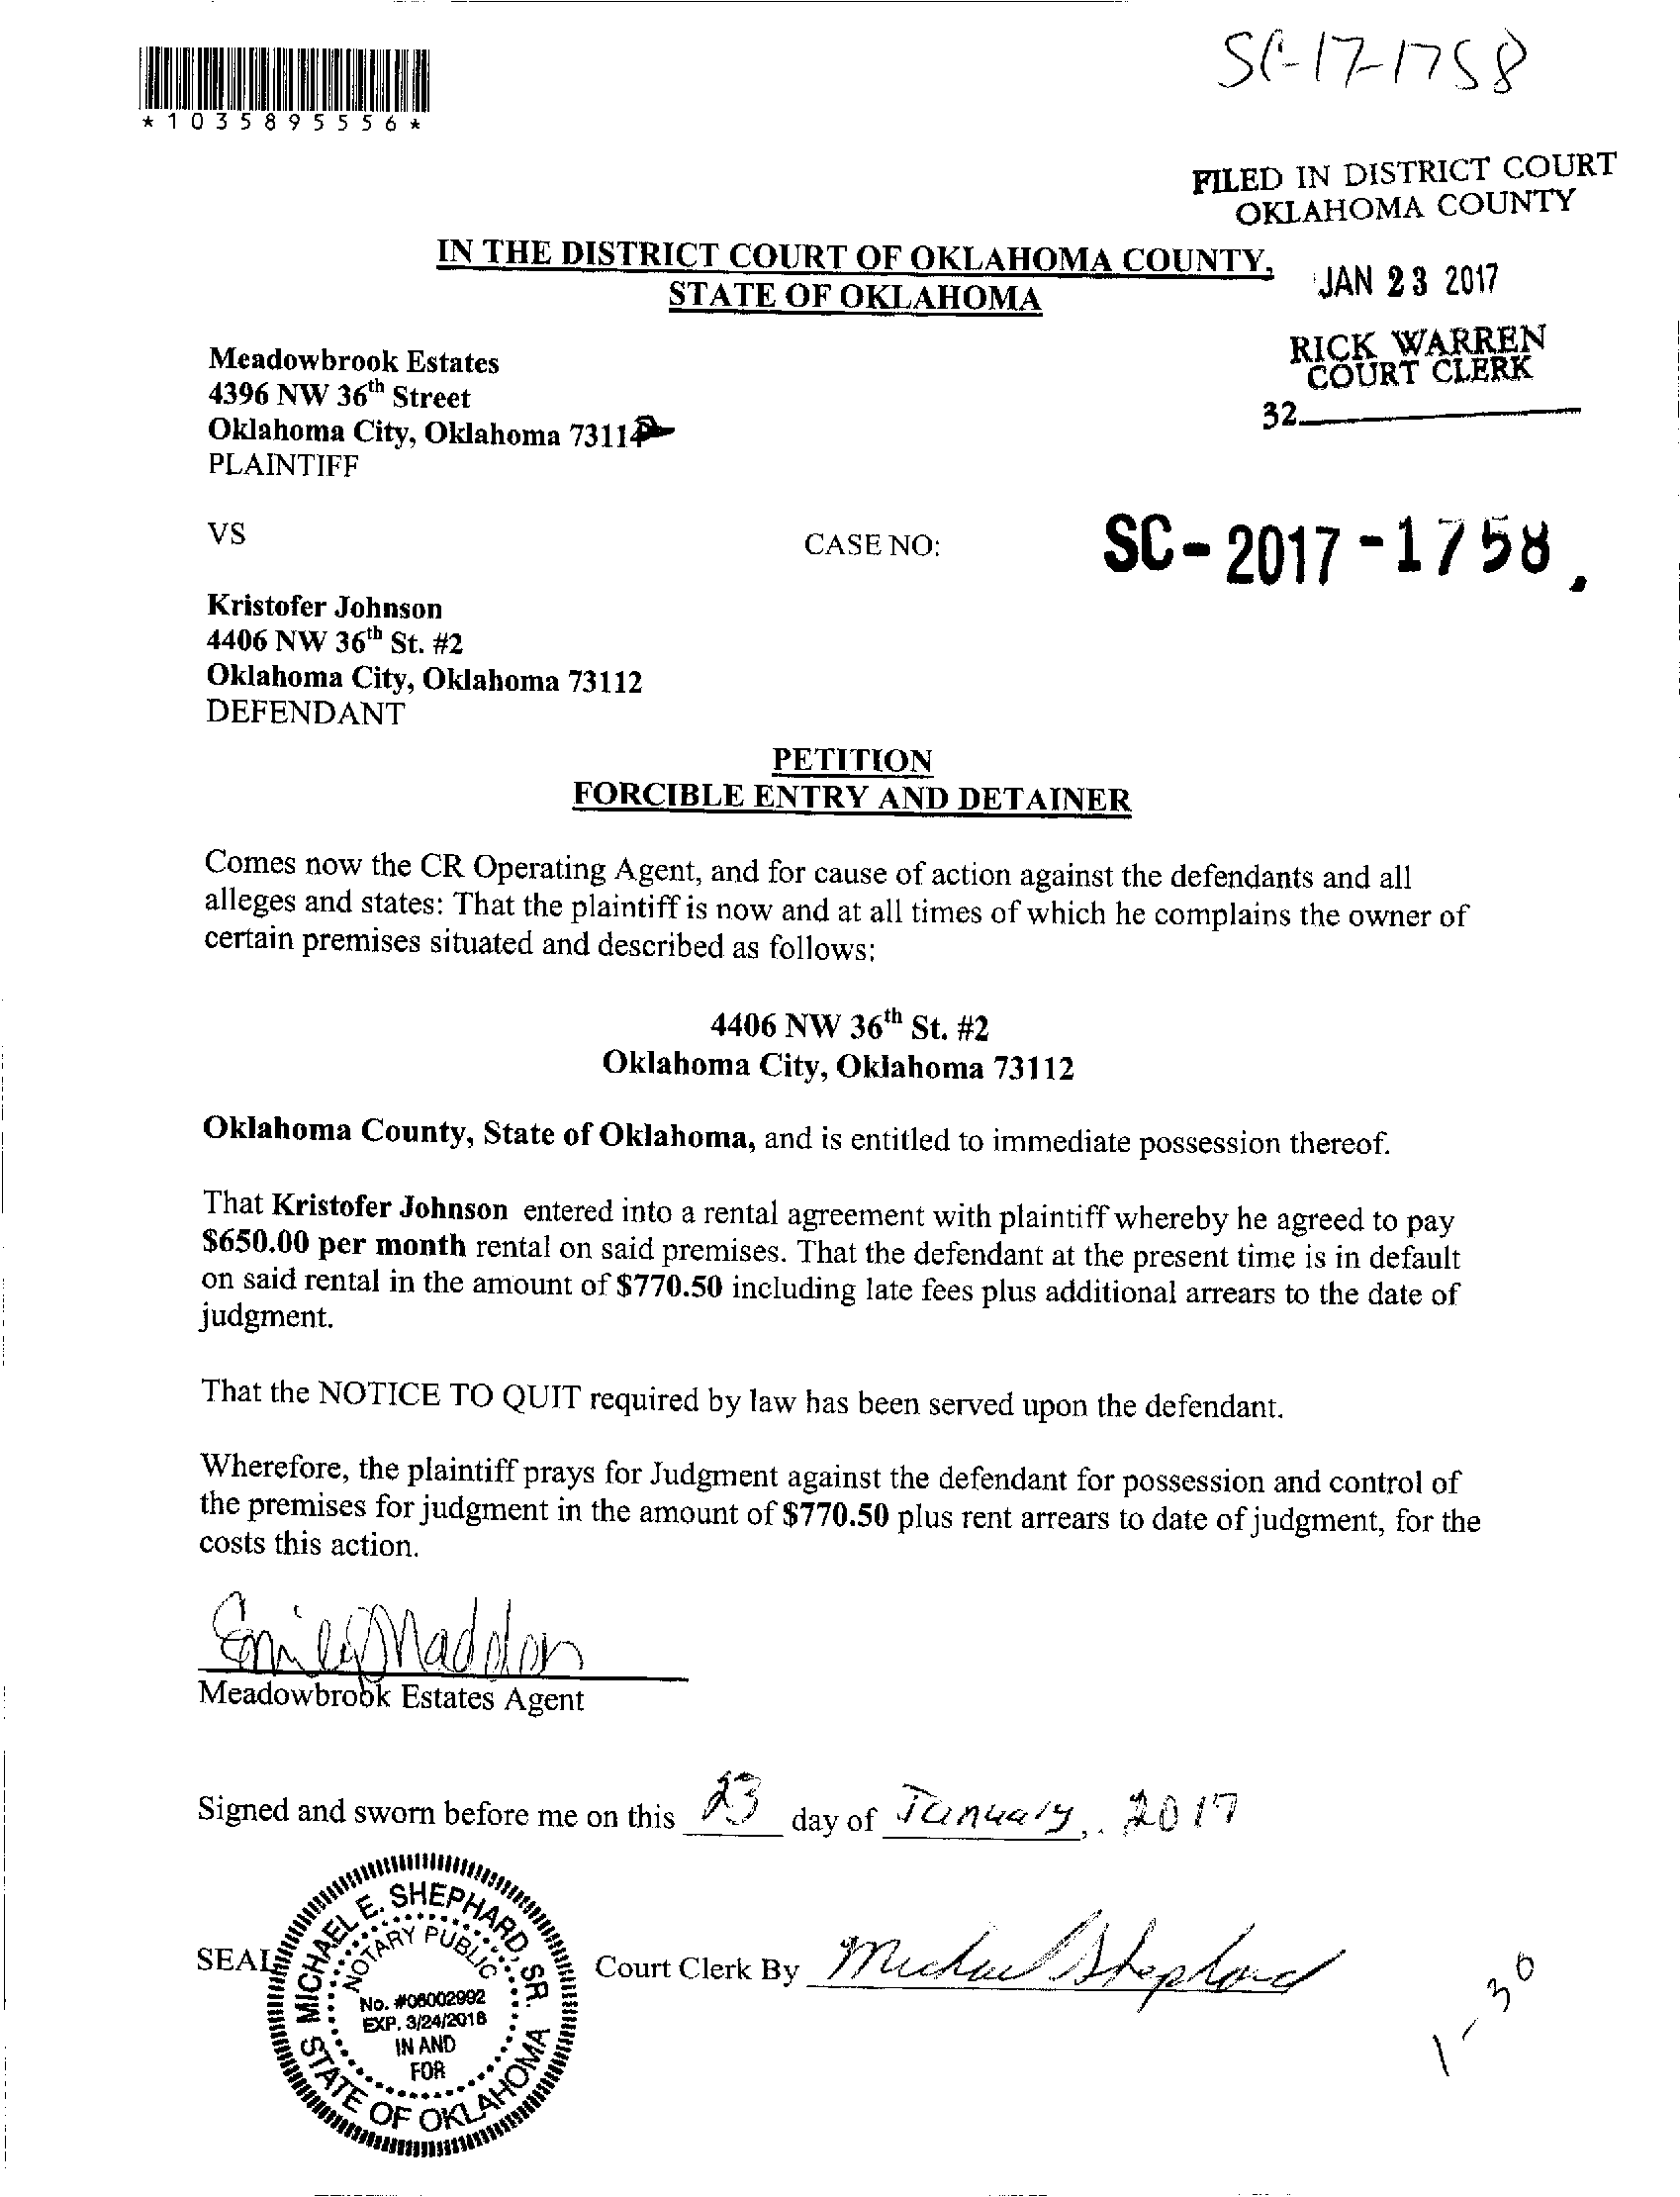 SC-17-1758
*1035895556*
FILED IN DISTRICT COURT
OKLAHOMA COUNTY
IN THE DISTRICT COURT OF OKLAHOMA COUNTY,
STATE OF OKLAHOMA
JAN 23 2017
RICK WARREN
COURT CLERK
32
Meadowbrook Estates
4396 NW 36th Street
Oklahoma City, Oklahoma 73112
PLAINTIFF
VS
CASE NO:
SC-2017-1758.
Kristofer Johnson
4406 NW 36th St. #2
Oklahoma City, Oklahoma 73112
DEFENDANT
PETITION
FORCIBLE ENTRY AND DETAINER
Comes now the CR Operating Agent, and for cause of action against the defendants and all
alleges and states: That the plaintiff is now and at all times of which he complains the owner of
certain premises situated and described as follows:
4406 NW 36th St. #2
Oklahoma City, Oklahoma 73112
Oklahoma County, State of Oklahoma, and is entitled to immediate possession thereof.
That Kristofer Johnson entered into a rental agreement with plaintiff whereby he agreed to pay
$650.00 per month rental on said premises. That the defendant at the present time is in default
on said rental in the amount of $770.50 including late fees plus additional arrears to the date of
judgment.
That the NOTICE TO QUIT required by law has been served upon the defendant.
Wherefore, the plaintiff prays for Judgment against the defendant for possession and control of
the premises for judgment in the amount of $770.50 plus rent arrears to date of judgment, for the
costs this action.
Emily Maddon
Meadowbrook Estates Agent
Signed and sworn before me on this 23 day of January, 2017
SEAL
MICHAEL E. SHEPHARD, SR.
NOTARY PUBLIC
No. #06002992
EXP. 3/24/2018
IN AND
FOR
STATE OF OKLAHOMA
Court Clerk By Michael Shephard
1-30